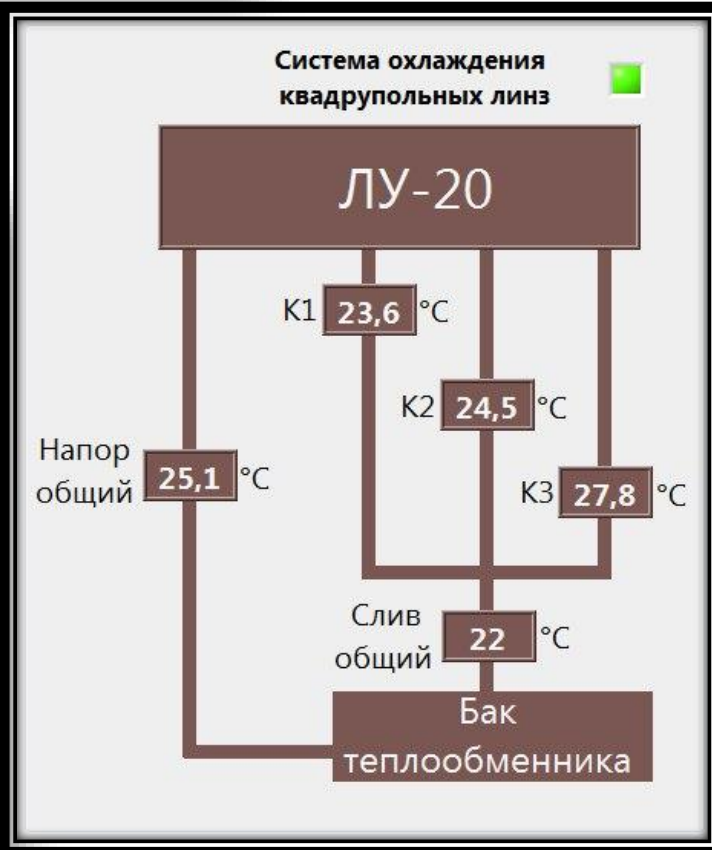 Система охлаждения
квадрупольных линз
ЛУ-20
К1 23,6 °C
К2 24,5 °C
Напор
общий 25,1 °C
К3 27,8 °C
Слив
общий 22 °C
Бак
теплообменника